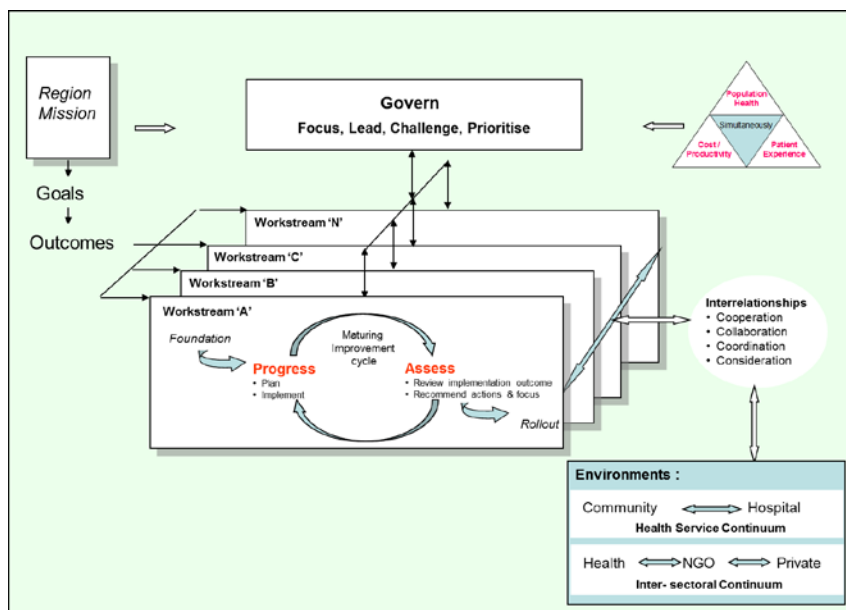 Region
Mission
Goals
Outcomes
Govern
Focus, Lead, Challenge, Prioritise
Population
Health
Simultaneously
Cost /
Productivity
Patient
Experience
Workstream 'N'
Workstream 'C'
Workstream 'B'
Workstream 'A'
Foundation
Maturing
Improvement
cycle
Progress
• Plan
• Implement
Assess
• Review implementation outcome
• Recommend actions & focus
Rollout
Interrelationships
• Cooperation
• Collaboration
• Coordination
• Consideration
Environments :
Community Hospital
Health Service Continuum
Health NGO Private
Inter- sectoral Continuum